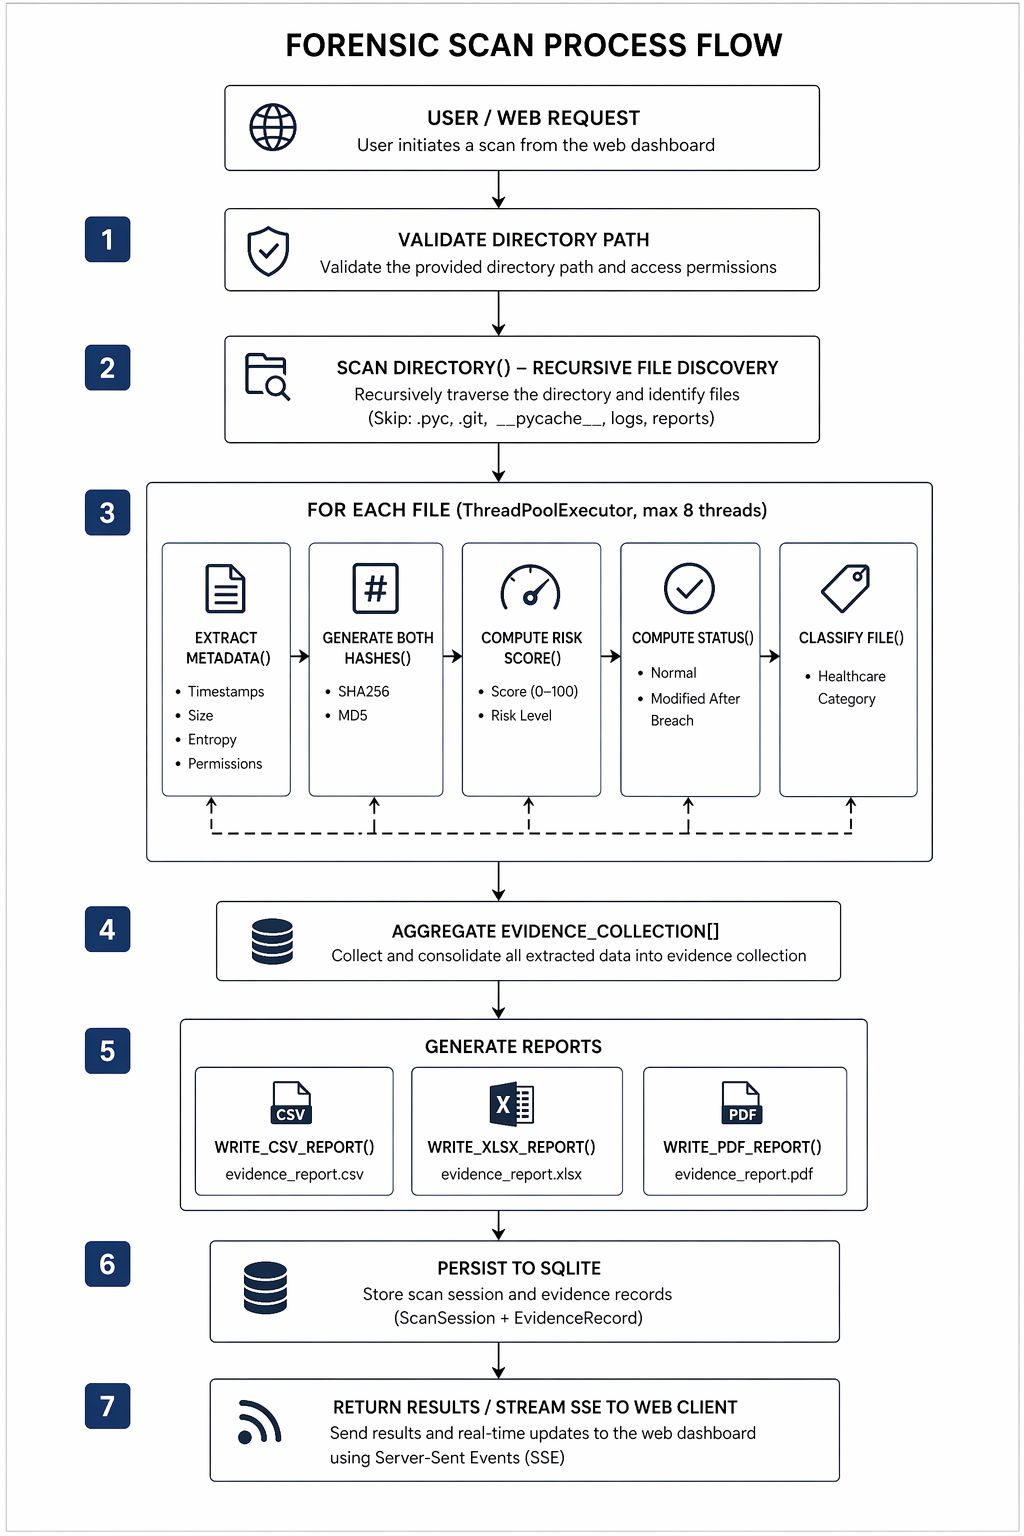 FORENSIC SCAN PROCESS FLOW
USER / WEB REQUEST
User initiates a scan from the web dashboard
1
VALIDATE DIRECTORY PATH
Validate the provided directory path and access permissions
2
SCAN DIRECTORY() – RECURSIVE FILE DISCOVERY
Recursively traverse the directory and identify files
(Skip: .pyc, .git, __pycache__, logs, reports)
3
FOR EACH FILE (ThreadPoolExecutor, max 8 threads)
EXTRACT
METADATA()
• Timestamps
• Size
• Entropy
• Permissions
#
GENERATE BOTH
HASHES()
• SHA256
• MD5
COMPUTE RISK
SCORE()
• Score (0–100)
• Risk Level
COMPUTE STATUS()
• Normal
• Modified After
Breach
CLASSIFY FILE()
• Healthcare
Category
4
AGGREGATE EVIDENCE_COLLECTION[]
Collect and consolidate all extracted data into evidence collection
5
GENERATE REPORTS
CSV
WRITE_CSV_REPORT()
evidence_report.csv
X
WRITE_XLSX_REPORT()
evidence_report.xlsx
PDF
WRITE_PDF_REPORT()
evidence_report.pdf
6
PERSIST TO SQLITE
Store scan session and evidence records
(ScanSession + EvidenceRecord)
7
RETURN RESULTS / STREAM SSE TO WEB CLIENT
Send results and real-time updates to the web dashboard
using Server-Sent Events (SSE)